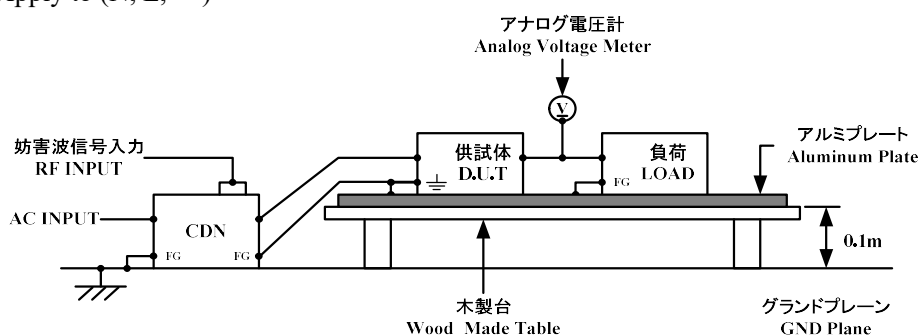 アナログ電圧計
Analog Voltage Meter
V
妨害波信号入力
RF INPUT
供試体
D.U.T
負荷
LOAD
FG
アルミプレート
Aluminum Plate
AC INPUT
CDN
FG
FG
0.1m
木製台
Wood Made Table
グランドプレーン
GND Plane